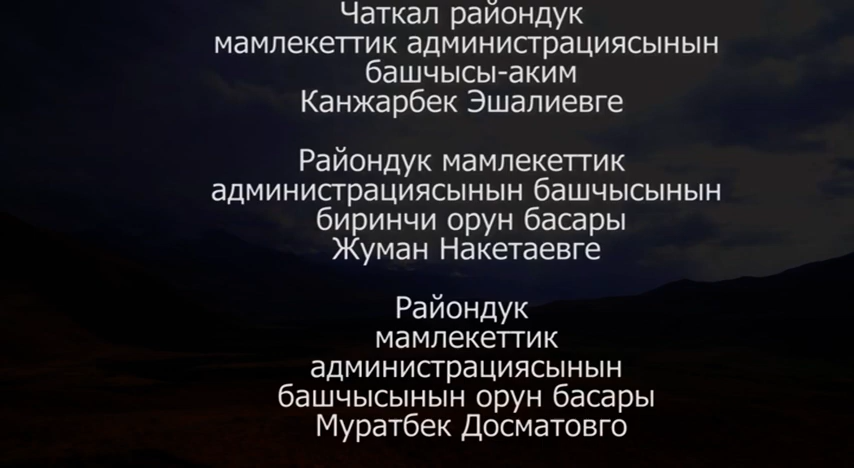 Чаткал райондук
мамлекеттик администрациясынын
башчысы-аким
Канжарбек Эшалиевге
Райондук мамлекеттик
администрациясынын башчысынын
биринчи орун басары
Жуман Накетаевге
Райондук
мамлекеттик
администрациясынын
башчысынын орун басары
Муратбек Досматовго